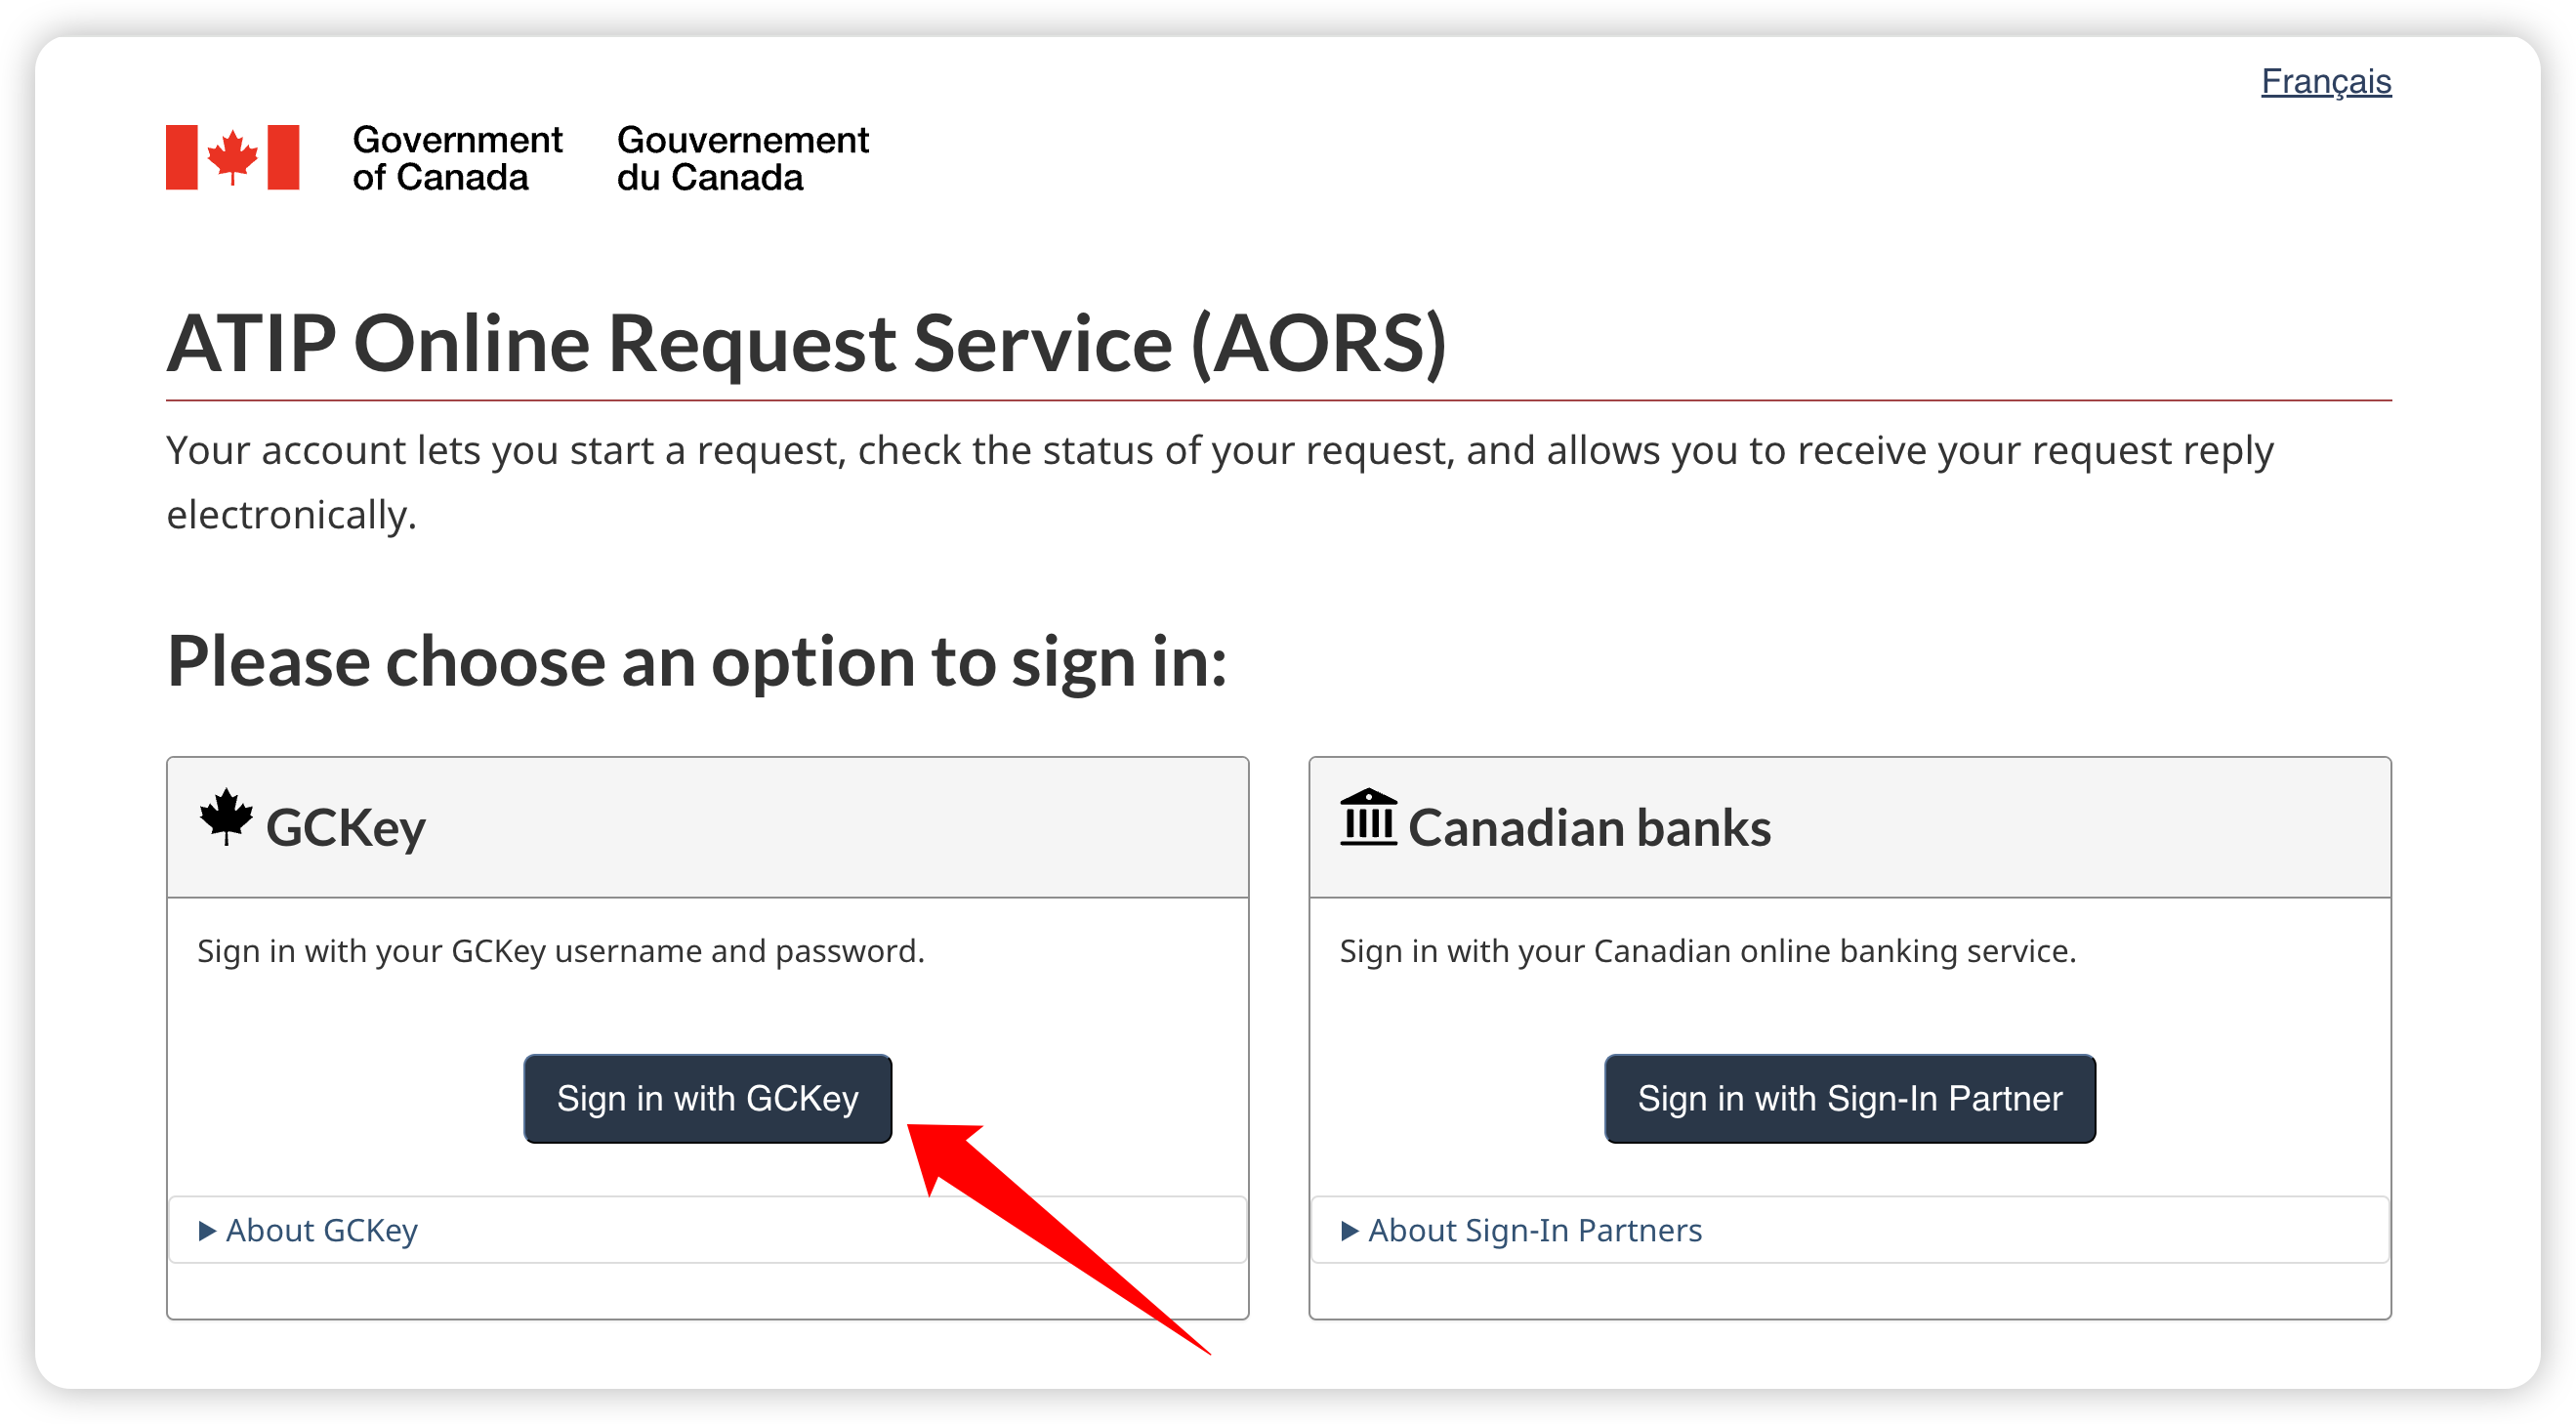 Français
Government of Canada
Gouvernement du Canada
ATIP Online Request Service (AORS)
Your account lets you start a request, check the status of your request, and allows you to receive your request reply
electronically.
Please choose an option to sign in:
GCKey
Sign in with your GCKey username and password.
Sign in with GCKey
About GCKey
Canadian banks
Sign in with your Canadian online banking service.
Sign in with Sign-In Partner
About Sign-In Partners